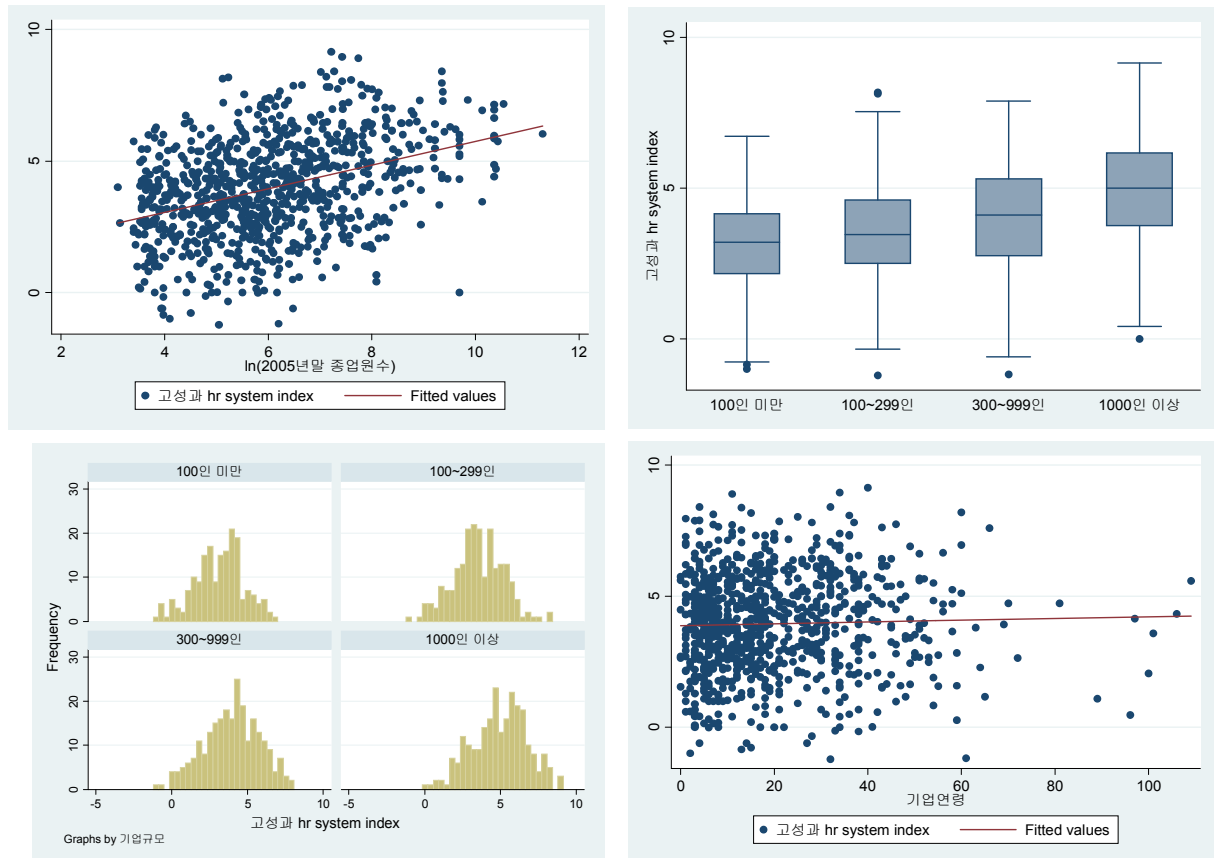 10
5
0
2 4 6 8 10 12
ln(2005년말 종업원수)
고성과 hr system index Fitted values
고성과 hr system index
10
5
0
100인 미만 100~299인 300~999인 1000인 이상
100인 미만 100~299인
30
20
10
0
300~999인 1000인 이상
30
20
10
0
Frequency
-5 0 5 10 -5 0 5 10
고성과 hr system index
Graphs by 기업규모
10
5
0
0 20 40 60 80 100
기업연령
고성과 hr system index Fitted values